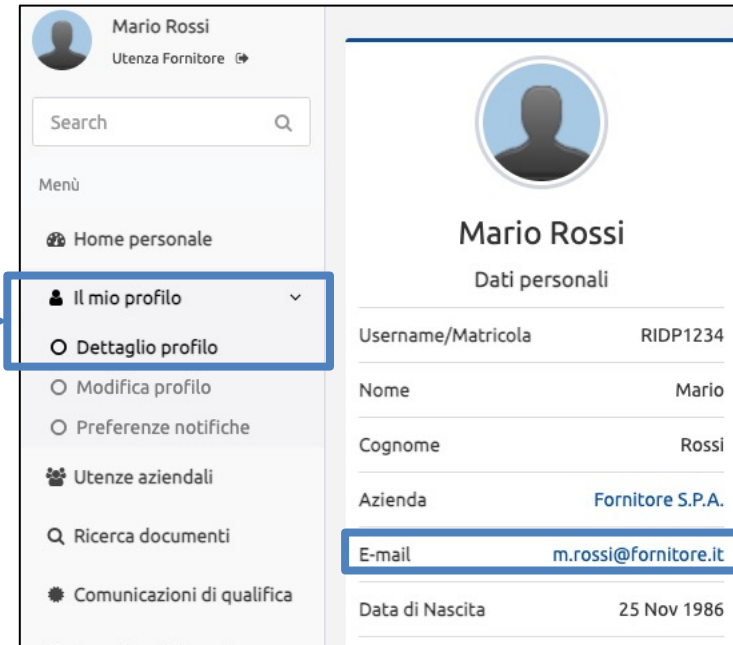 Mario Rossi
Utenza Fornitore
Search
Menù
Home personale
Il mio profilo
Dettaglio profilo
Modifica profilo
Preferenze notifiche
Utenze aziendali
Ricerca documenti
Comunicazioni di qualifica
Mario Rossi
Dati personali
Username/Matricola RIDP1234
Nome Mario
Cognome Rossi
Azienda Fornitore S.P.A.
E-mail m.rossi@fornitore.it
Data di Nascita 25 Nov 1986